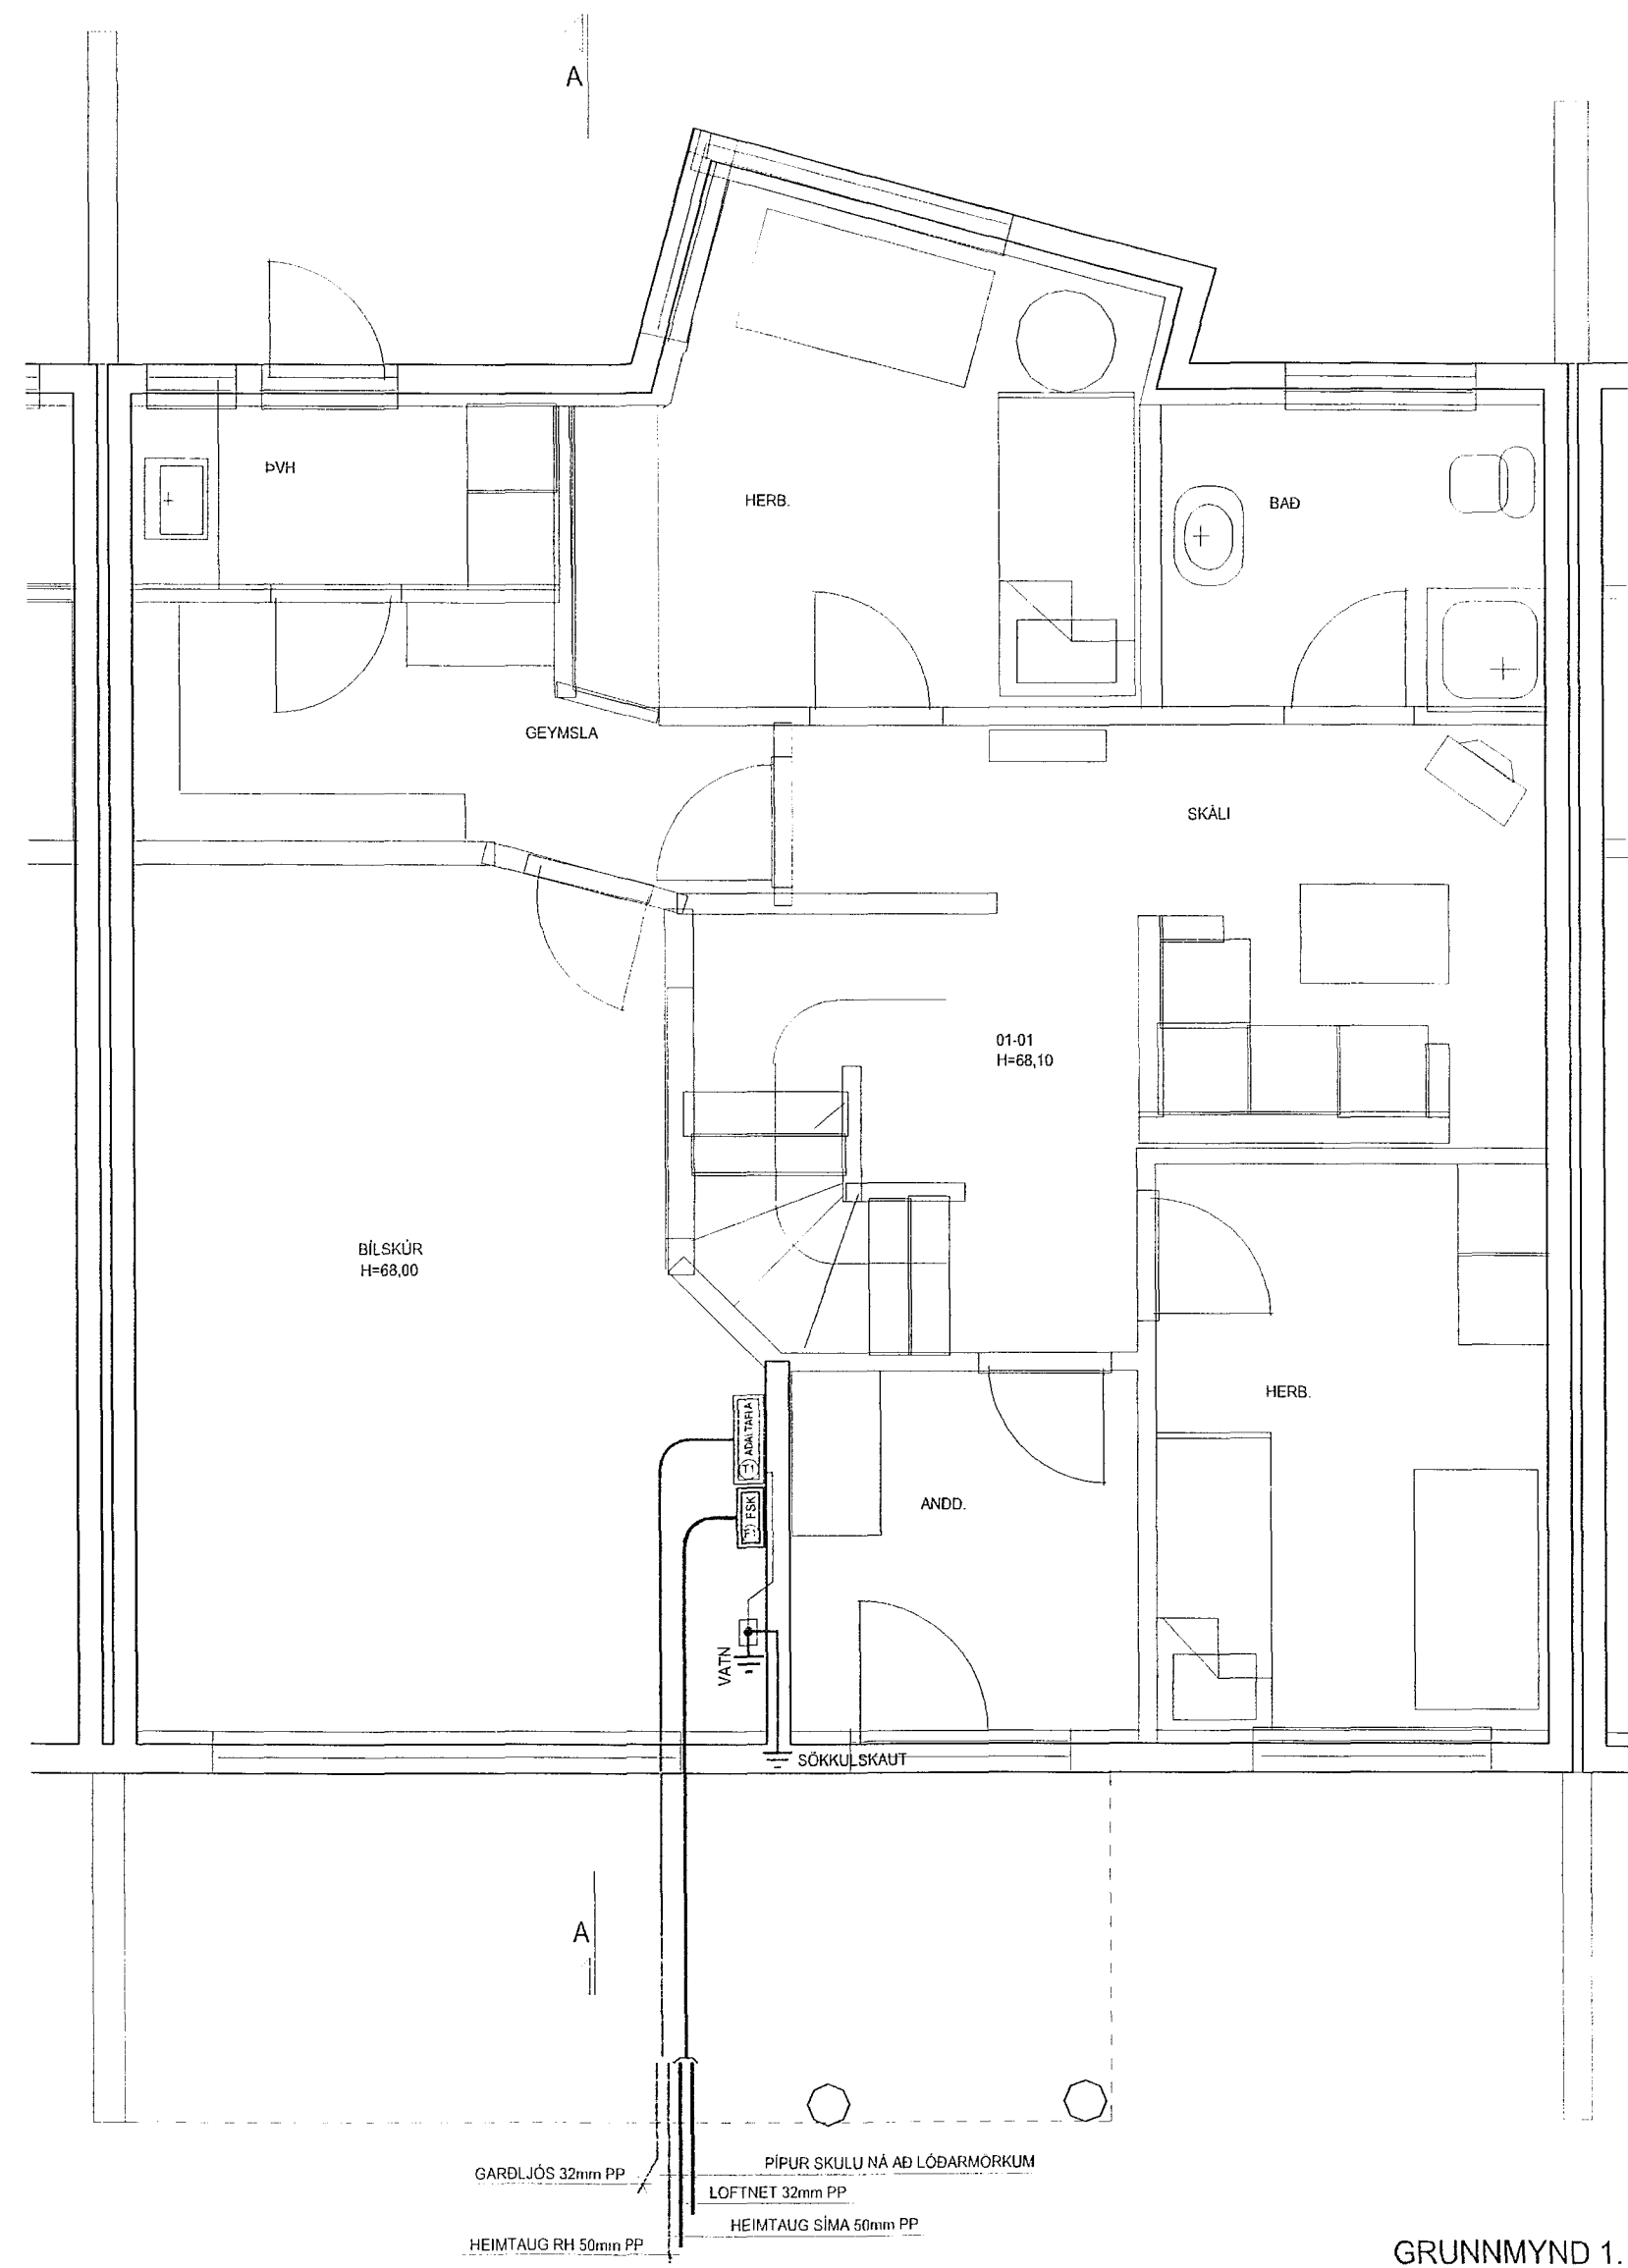 A
ÞVH
HERB.
BAÐ
GEYMSLA
SKÁLI
01-01
H=68,10
BÍLSKÚR
H=68,00
HERB.
AÐALTAFLA
FSK
ANDD.
VATN
SÖKKULSKAUT
A
PÍPUR SKULU NÁ AÐ LÓÐARMÖRKUM
GARÐLJÓS 32mm PP
LOFTNET 32mm PP
HEIMTAUG SÍMA 50mm PP
HEIMTAUG RH 50mm PP
GRUNNMYND 1.